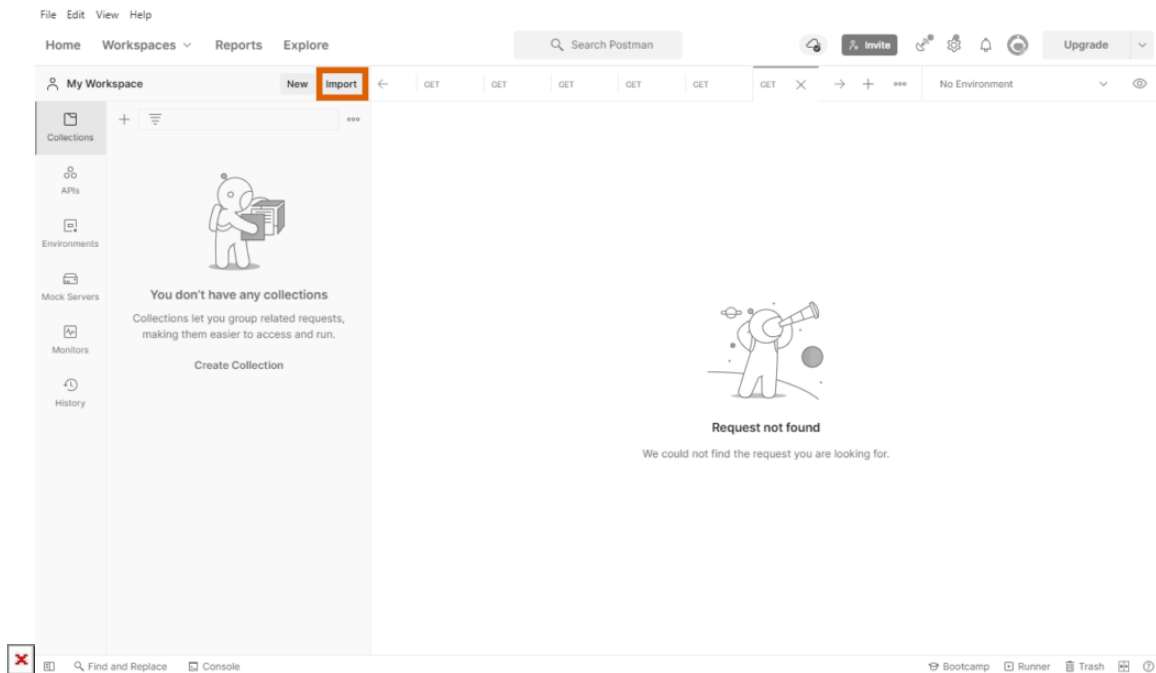 File Edit View Help
Home Workspaces Reports Explore Search Postman Invite Upgrade
My Workspace New Import GET GET GET GET GET GET No Environment
Collections
APIs
Environments
Mock Servers
Monitors
History
You don't have any collections
Collections let you group related requests,
making them easier to access and run.
Create Collection
Request not found
We could not find the request you are looking for.
Find and Replace Console Bootcamp Runner Trash